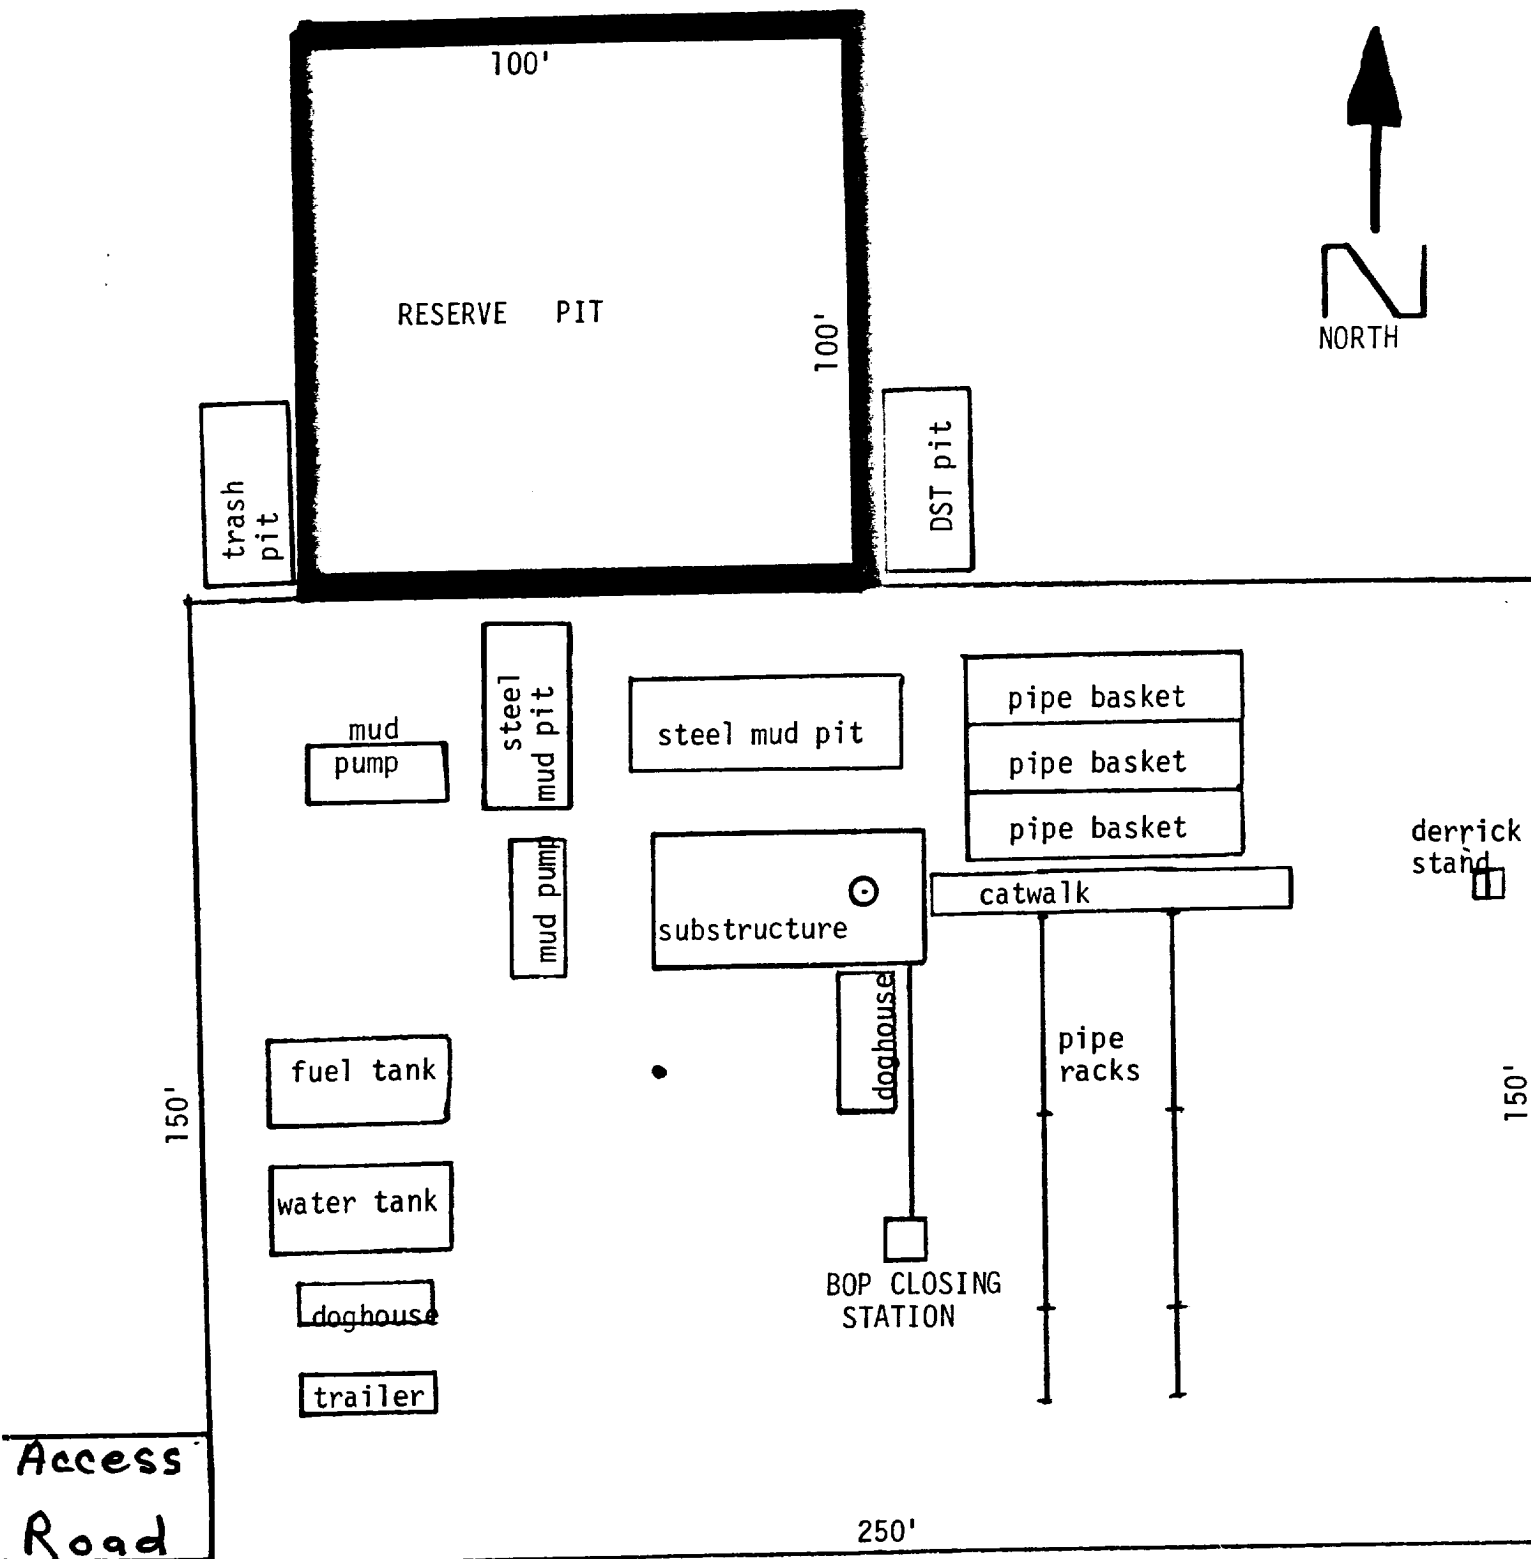 100'
RESERVE PIT
100'
N
NORTH
trash
pit
DST pit
steel
mud pit
mud
pump
steel mud pit
pipe basket
pipe basket
pipe basket
mud pump
substructure
catwalk
derrick
stand
doghouse
fuel tank
pipe
racks
150'
150'
water tank
BOP CLOSING
STATION
doghouse
trailer
Access
Road
250'